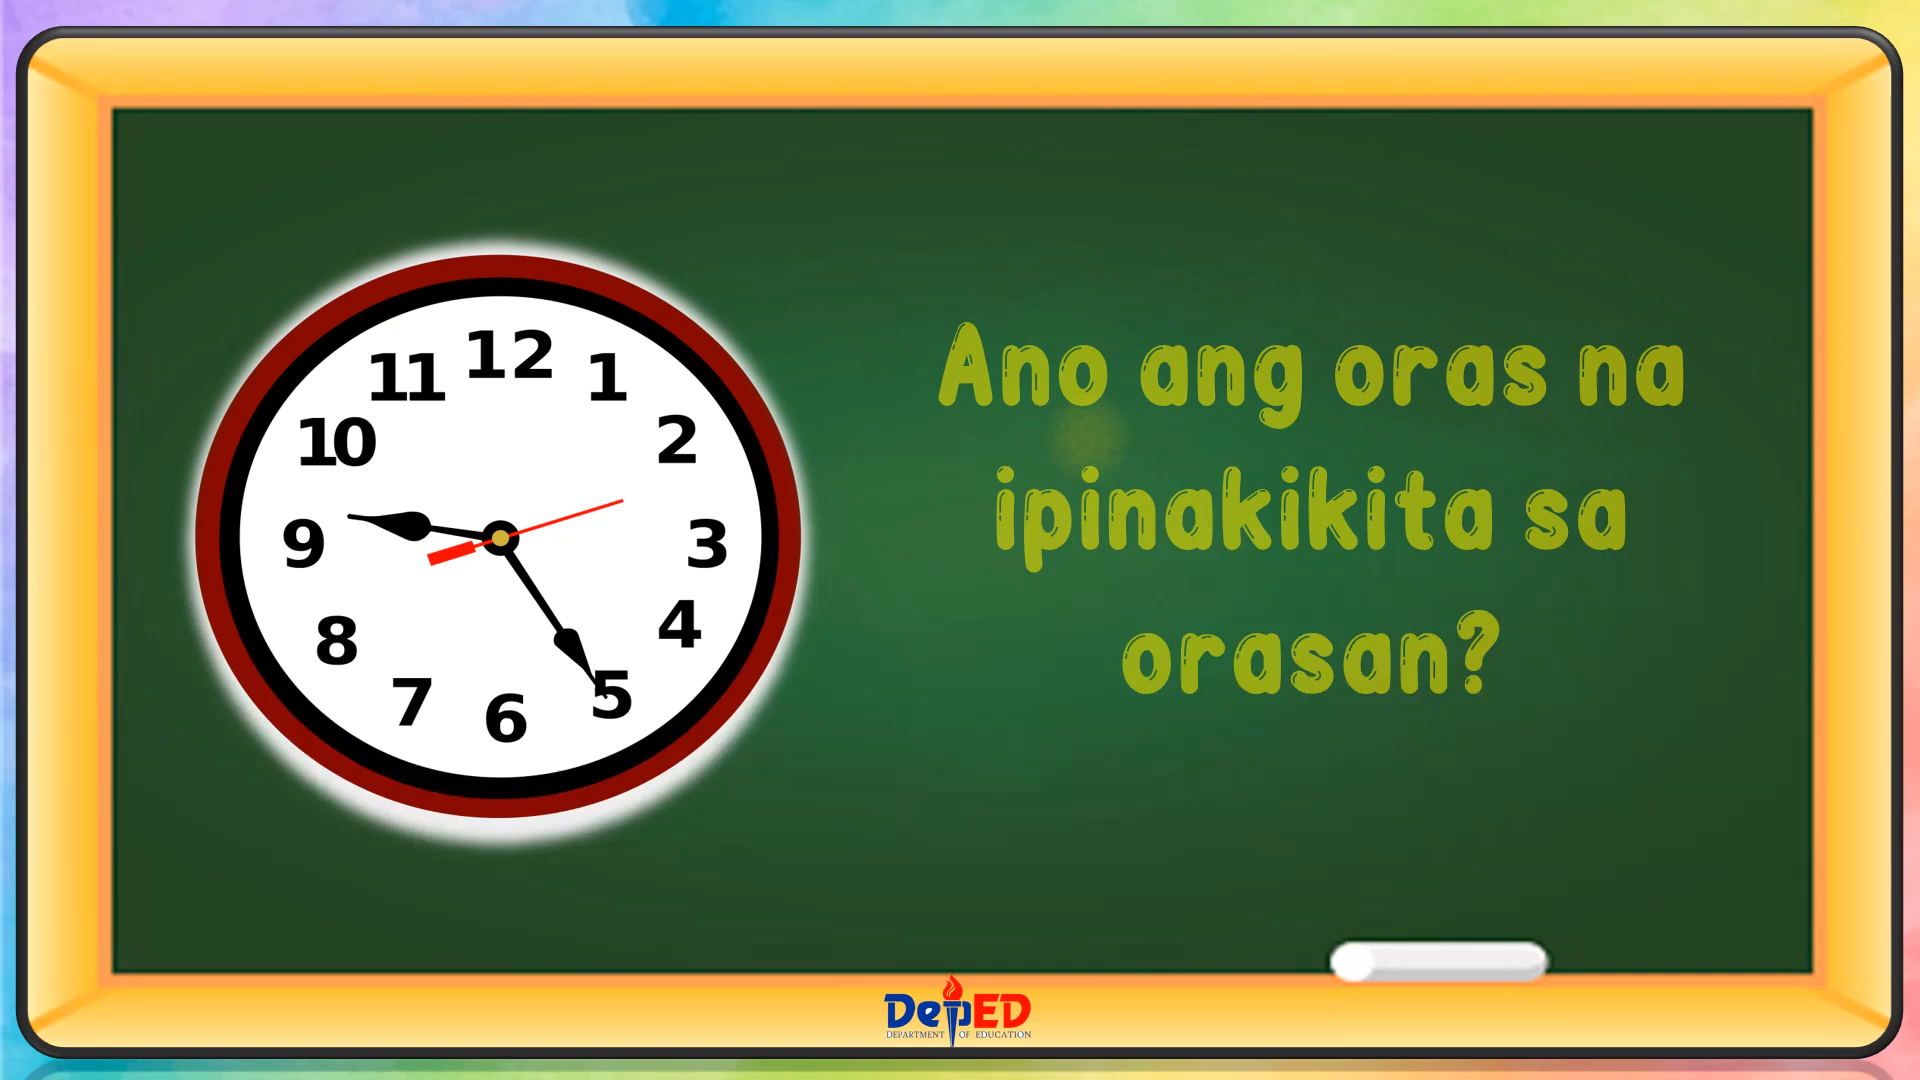 12
11
1
10
2
9
3
8
4
7
5
6
Ano ang oras na
ipinakikita sa
orasan?
DepED
DEPARTMENT OF EDUCATION